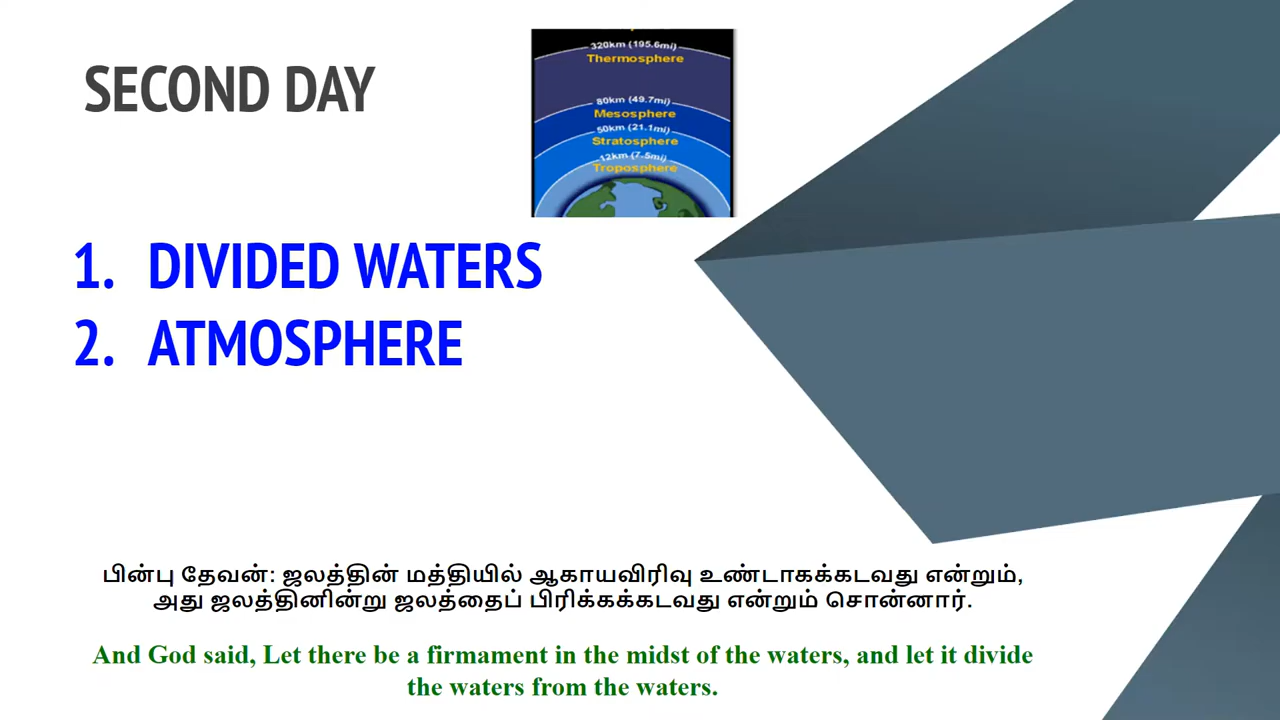 SECOND DAY
320km (195.6mi)
Thermosphere
80km (49.7mi)
Mesosphere
50km (21.1mi)
Stratosphere
12km (7.5mi)
Troposphere
1. DIVIDED WATERS
2. ATMOSPHERE
பின்பு தேவன்: ஜலத்தின் மத்தியில் ஆகாயவிரிவு உண்டாகக்கடவது என்றும்,
அது ஜலத்தினின்று ஜலத்தைப் பிரிக்கக்கடவது என்றும் சொன்னார்.
And God said, Let there be a firmament in the midst of the waters, and let it divide
the waters from the waters.